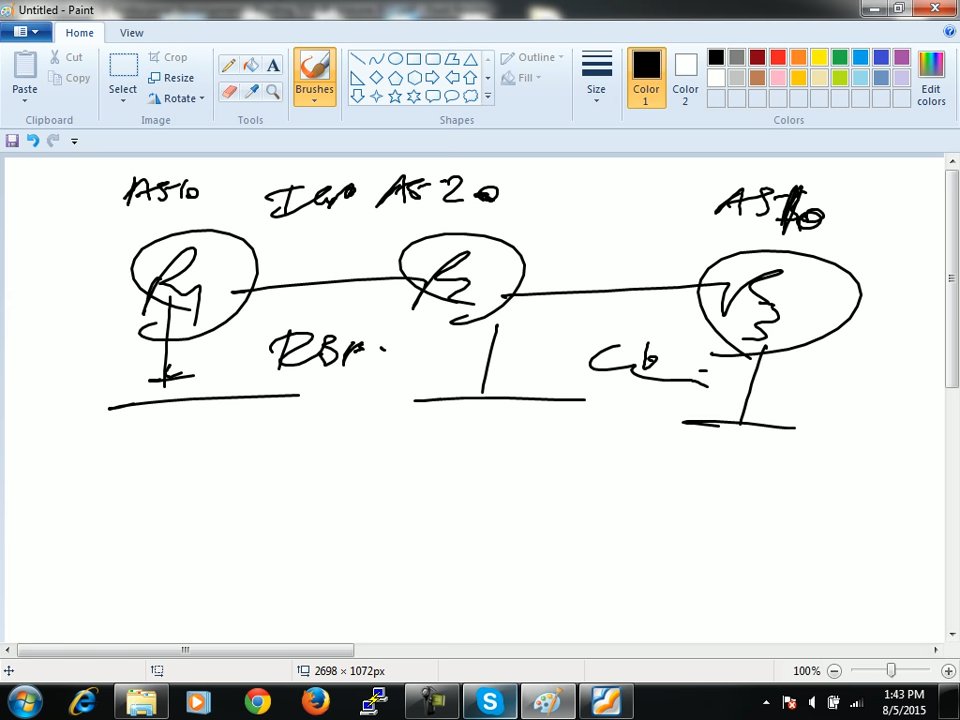 Untitled - Paint
Home View
Paste
Cut
Copy
Clipboard
Select
Crop
Resize
Rotate
Image
Tools
Brushes
Shapes
Outline
Fill
Size
Color 1
Color 2
Edit colors
Colors
AS10 AS 20 AS
R1 R2 R3
2698 × 1072px
100%
1:43 PM
8/5/2015